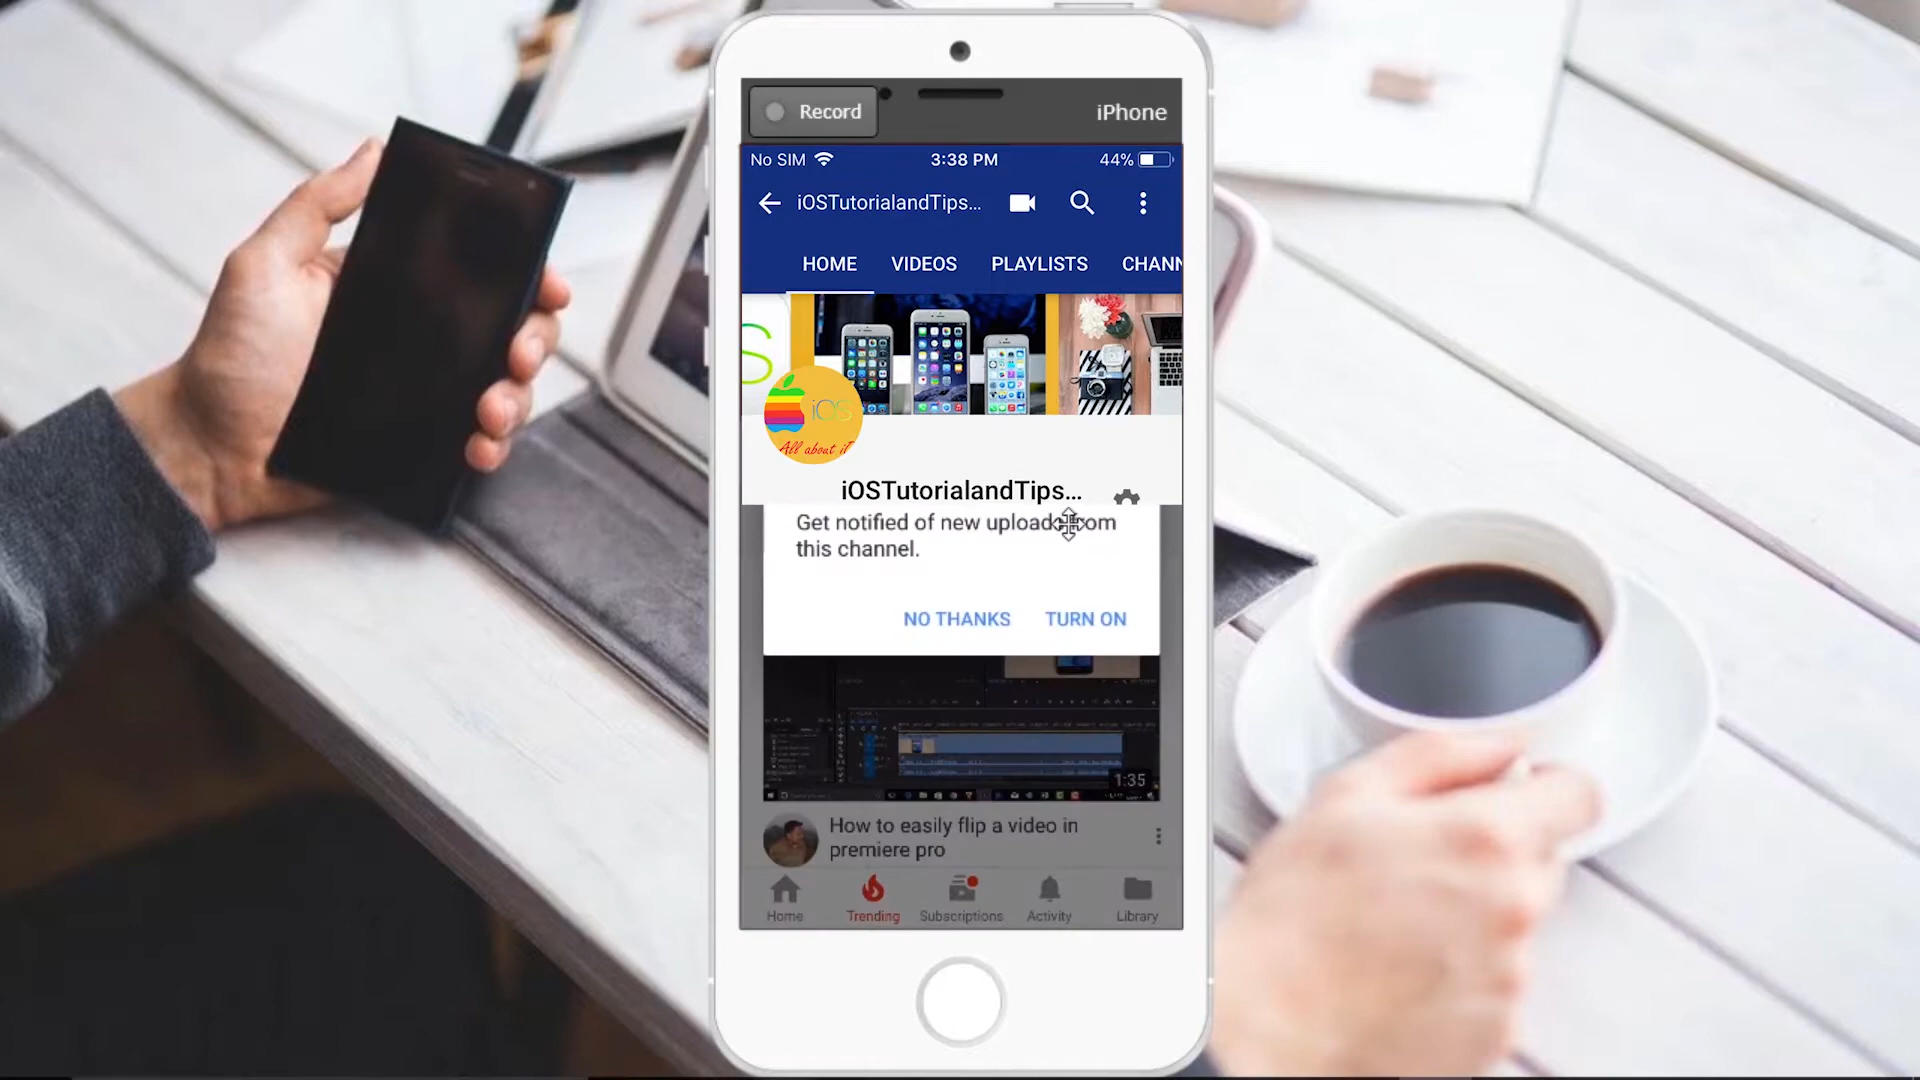 Record
iPhone
No SIM
3:38 PM
44%
iOSTutorialandTips...
HOME
VIDEOS
PLAYLISTS
CHANN
S
iOS
All about iT
iOSTutorialandTips...
Get notified of new upload om
this channel.
NO THANKS
TURN ON
1:35
How to easily flip a video in
premiere pro
Home
Trending
Subscriptions
Activity
Library